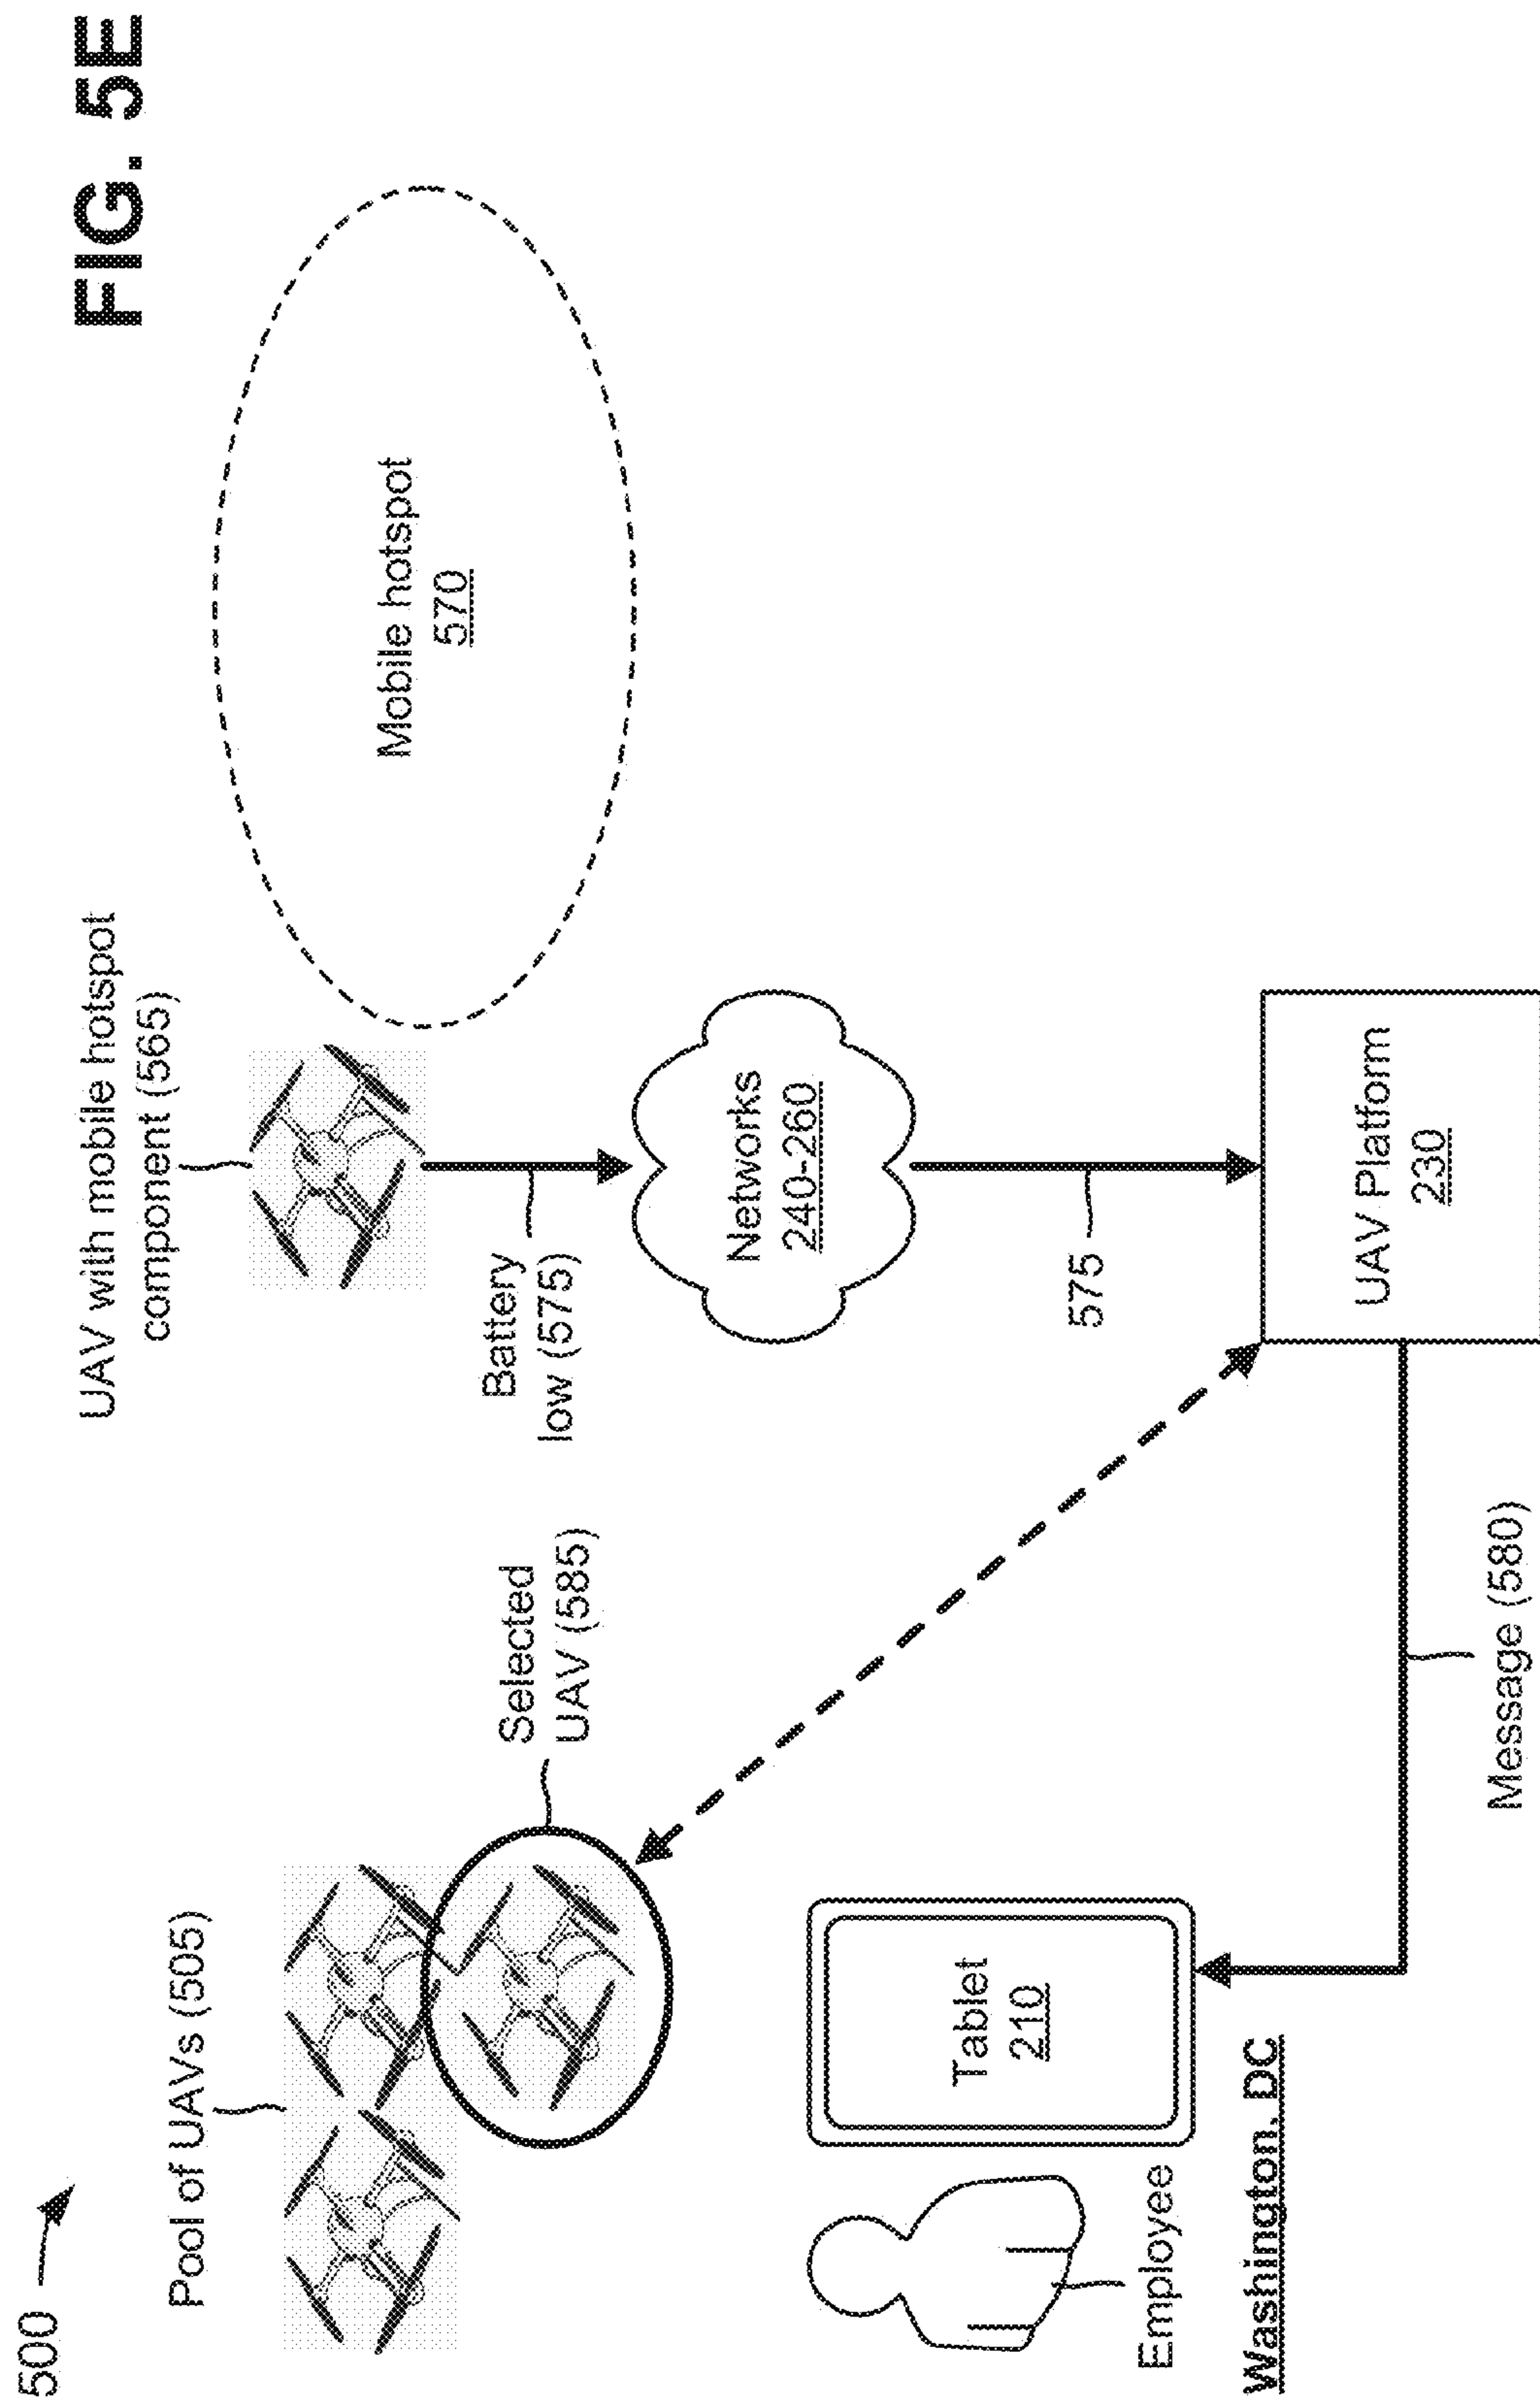 500
FIG. 5E
Pool of UAVs (505)
UAV with mobile hotspot
component (565)
Selected
UAV (585)
Battery
low (575)
Mobile hotspot
570
Networks
240-260
575
Tablet
210
Employee
Washington, DC
UAV Platform
230
Message (580)